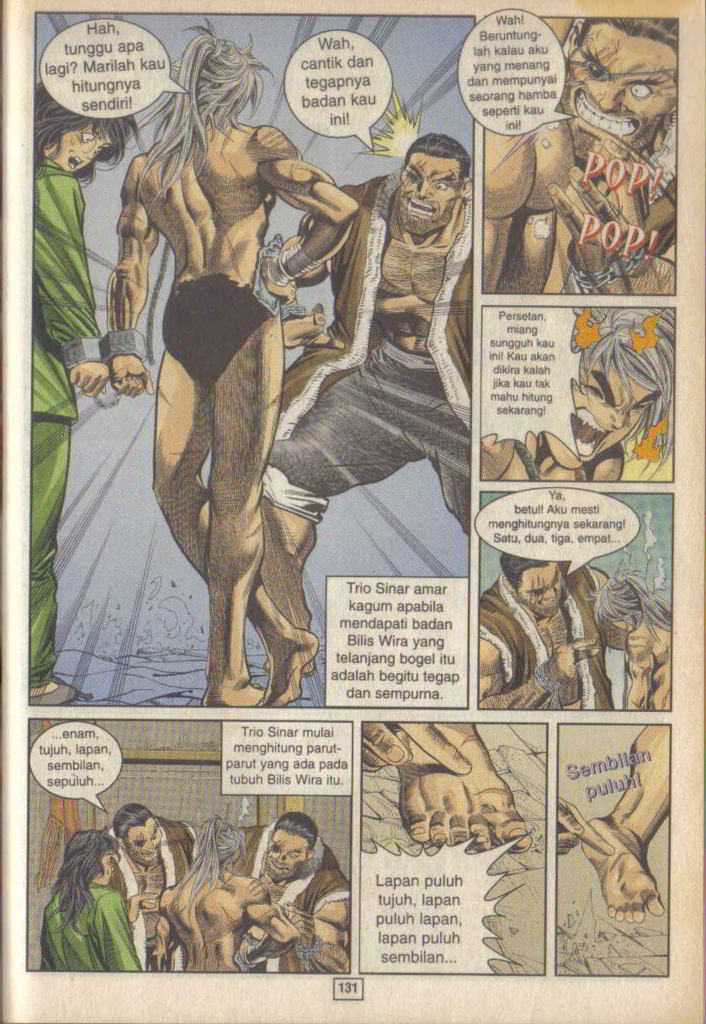 Hah,
tunggu apa
lagi? Marilah kau
hitungnya
sendiri!
Wah,
cantik dan
tegapnya
badan kau
ini!
Wah!
Beruntung-
lah kalau aku
yang menang
dan mempunyai
seorang hamba
seperti kau
ini!
POP!
POP!
Persetan,
miang
sungguh kau
ini! Kau akan
dikira kalah
jika kau tak
mahu hitung
sekarang!
Ya,
betul! Aku mesti
menghitungnya sekarang!
Satu, dua, tiga, empat...
Trio Sinar amar
kagum apabila
mendapati badan
Bilis Wira yang
telanjang bogel itu
adalah begitu tegap
dan sempurna.
...enam,
tujuh, lapan,
sembilan,
sepuluh...
Trio Sinar mulai
menghitung parut-
parut yang ada pada
tubuh Bilis Wira itu.
Lapan puluh
tujuh, lapan
puluh lapan,
lapan puluh
sembilan...
Sembilan
puluh!
131